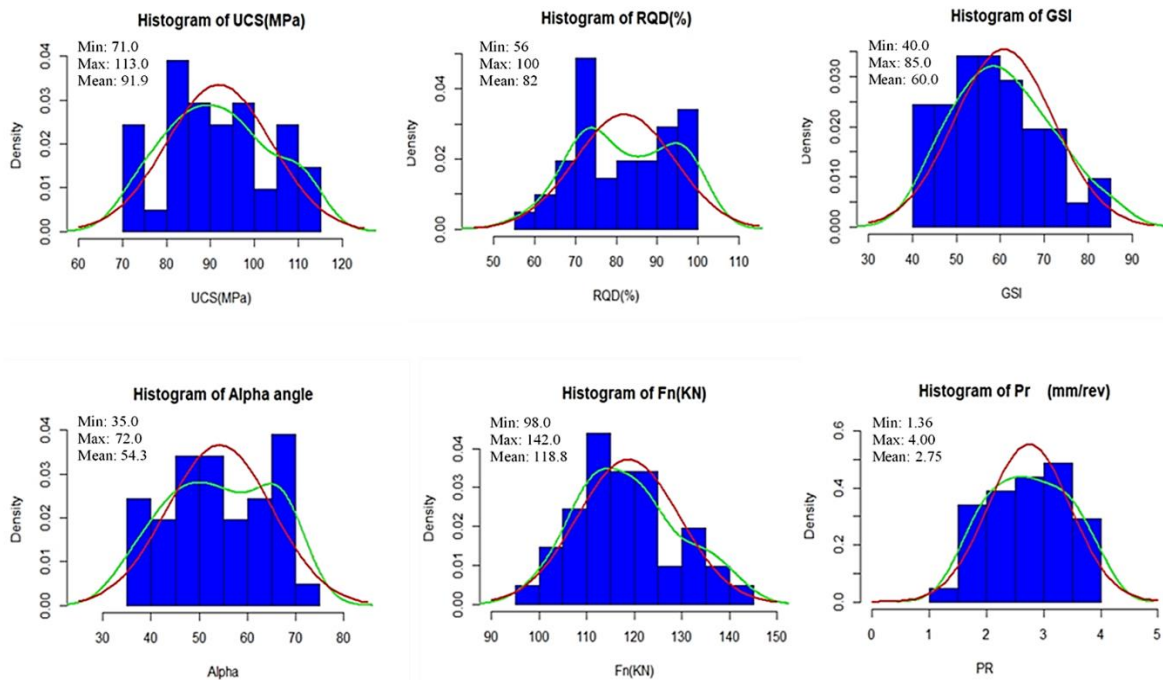 Histogram of UCS(MPa)
Min: 71.0
Max: 113.0
Mean: 91.9
Density
0.00 0.01 0.02 0.03 0.04
60 70 80 90 100 110 120
UCS(MPa)
Histogram of RQD(%)
Min: 56
Max: 100
Mean: 82
Density
0.00 0.02 0.04
50 60 70 80 90 100 110
RQD(%)
Histogram of GSI
Min: 40.0
Max: 85.0
Mean: 60.0
Density
0.000 0.010 0.020 0.030
30 40 50 60 70 80 90
GSI
Histogram of Alpha angle
Min: 35.0
Max: 72.0
Mean: 54.3
Density
0.00 0.01 0.02 0.03 0.04
30 40 50 60 70 80
Alpha
Histogram of Fn(KN)
Min: 98.0
Max: 142.0
Mean: 118.8
Density
0.00 0.01 0.02 0.03 0.04
90 100 110 120 130 140 150
Fn(KN)
Histogram of Pr (mm/rev)
Min: 1.36
Max: 4.00
Mean: 2.75
Density
0.0 0.2 0.4 0.6
0 1 2 3 4 5
PR